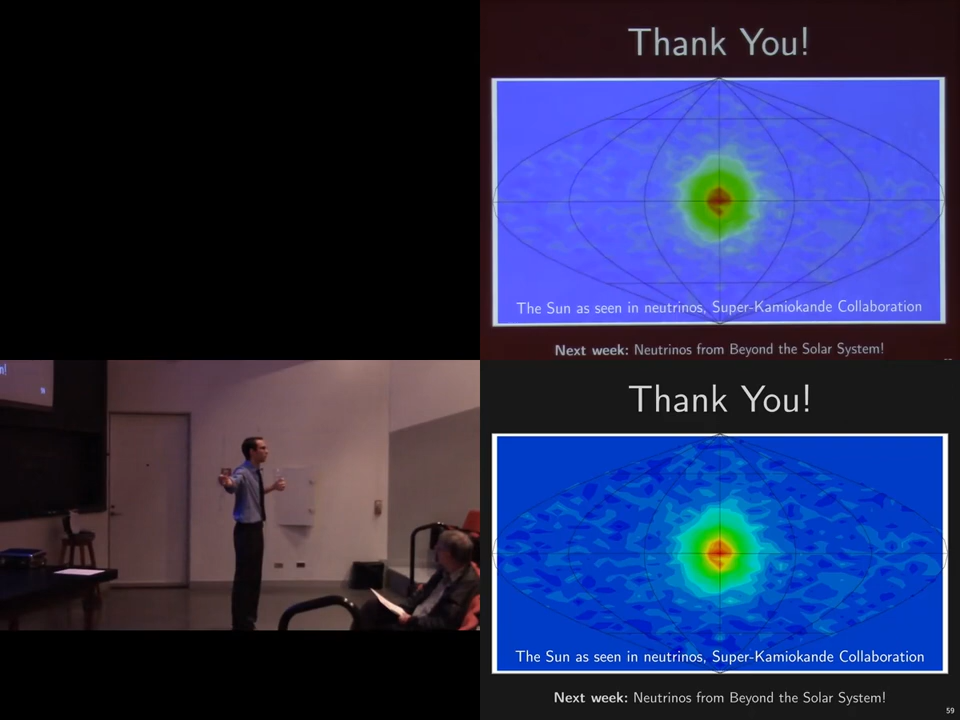 Thank You!
The Sun as seen in neutrinos, Super-Kamiokande Collaboration
Next week: Neutrinos from Beyond the Solar System!
Thank You!
The Sun as seen in neutrinos, Super-Kamiokande Collaboration
Next week: Neutrinos from Beyond the Solar System!
59